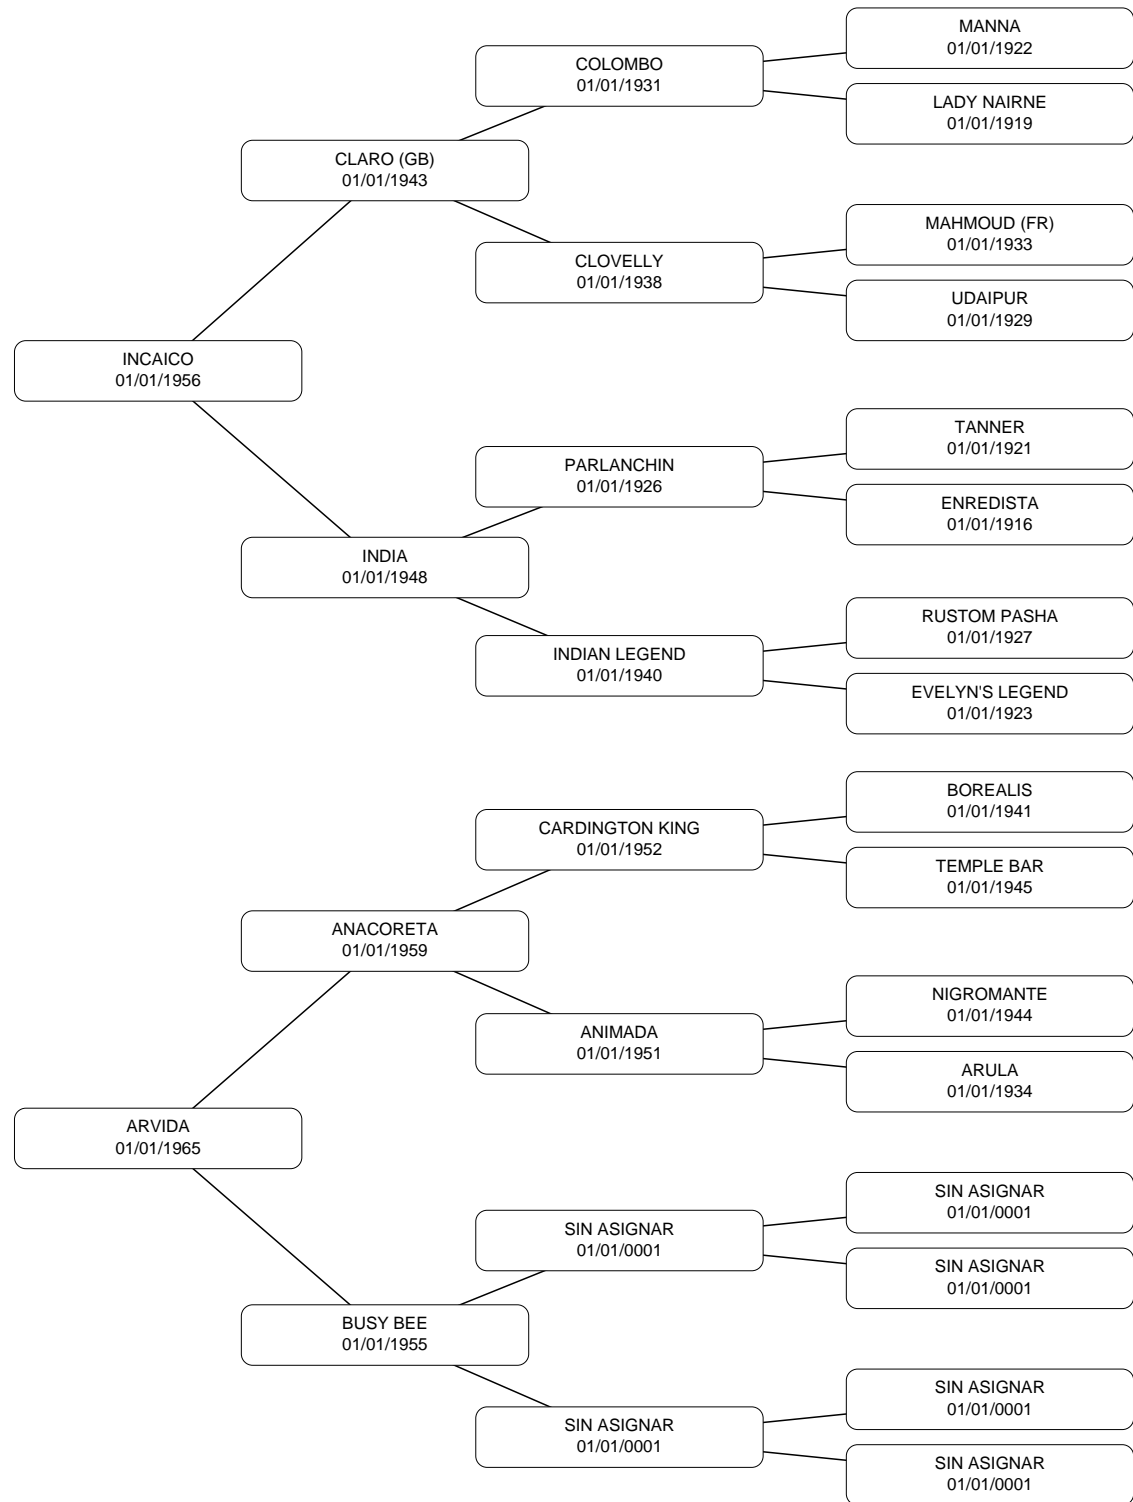 MANNA
01/01/1922
COLOMBO
01/01/1931
LADY NAIRNE
01/01/1919
CLARO (GB)
01/01/1943
MAHMOUD (FR)
01/01/1933
CLOVELLY
01/01/1938
UDAIPUR
01/01/1929
INCAICO
01/01/1956
TANNER
01/01/1921
PARLANCHIN
01/01/1926
ENREDISTA
01/01/1916
INDIA
01/01/1948
RUSTOM PASHA
01/01/1927
INDIAN LEGEND
01/01/1940
EVELYN'S LEGEND
01/01/1923
BOREALIS
01/01/1941
CARDINGTON KING
01/01/1952
TEMPLE BAR
01/01/1945
ANACORETA
01/01/1959
NIGROMANTE
01/01/1944
ANIMADA
01/01/1951
ARULA
01/01/1934
ARVIDA
01/01/1965
SIN ASIGNAR
01/01/0001
SIN ASIGNAR
01/01/0001
SIN ASIGNAR
01/01/0001
BUSY BEE
01/01/1955
SIN ASIGNAR
01/01/0001
SIN ASIGNAR
01/01/0001
SIN ASIGNAR
01/01/0001